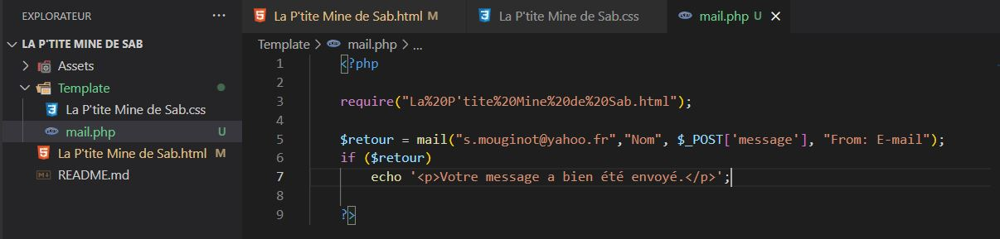 EXPLORATEUR ...
LA P'TITE MINE DE SAB
Assets
Template
La P'tite Mine de Sab.css
mail.php U
La P'tite Mine de Sab.html M
README.md
La P'tite Mine de Sab.html M La P'tite Mine de Sab.css mail.php U
Template > mail.php > ...
1 <?php
2
3 require("La%20P'tite%20Mine%20de%20Sab.html");
4
5 $retour = mail("s.mouginot@yahoo.fr","Nom", $_POST['message'], "From: E-mail");
6 if ($retour)
7 echo '<p>Votre message a bien été envoyé.</p>';
8
9 ?>